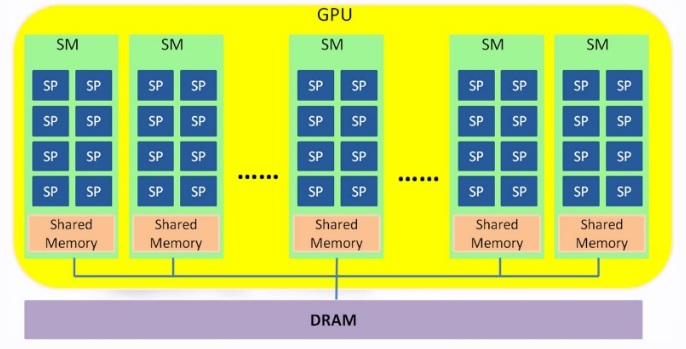 GPU
SM SM SM SM SM
SP SP SP SP SP SP SP SP SP SP
SP SP SP SP SP SP SP SP SP SP
SP SP SP SP SP SP SP SP SP SP
...... ......
SP SP SP SP SP SP SP SP SP SP
Shared Shared Shared Shared Shared
Memory Memory Memory Memory Memory
DRAM